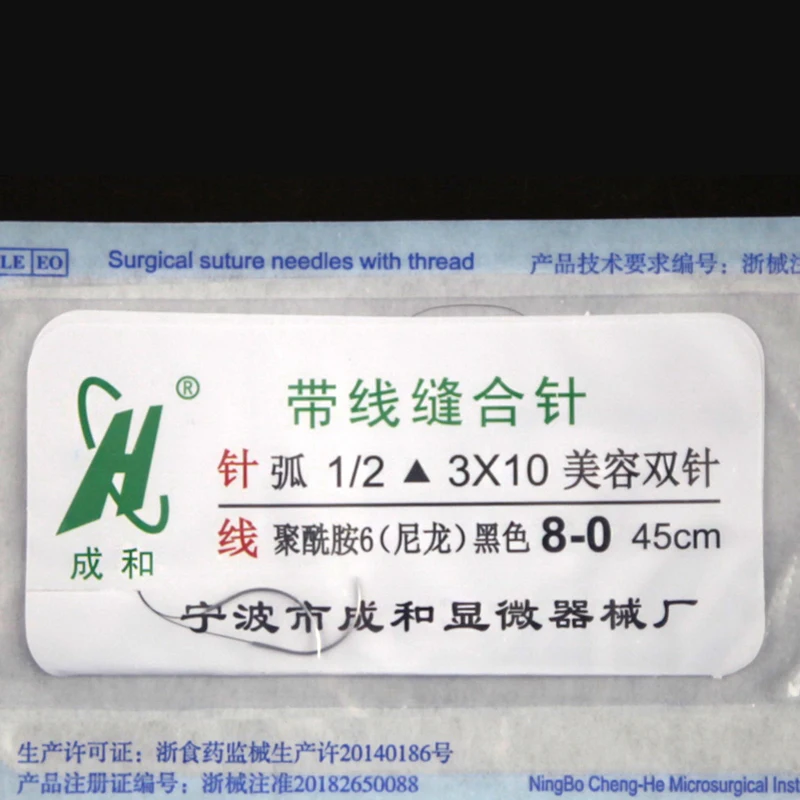 LE EO Surgical suture needles with thread 产品技术要求编号：浙械注
®
带线缝合针
针 弧 1/2 ▲ 3X10 美容双针
线 聚酰胺6（尼龙）黑色 8-0 45cm
成和
宁波市成和显微器械厂
生产许可证：浙食药监械生产许20140186号
产品注册证编号：浙械注准20182650088 NingBo Cheng-He Microsurgical Inst